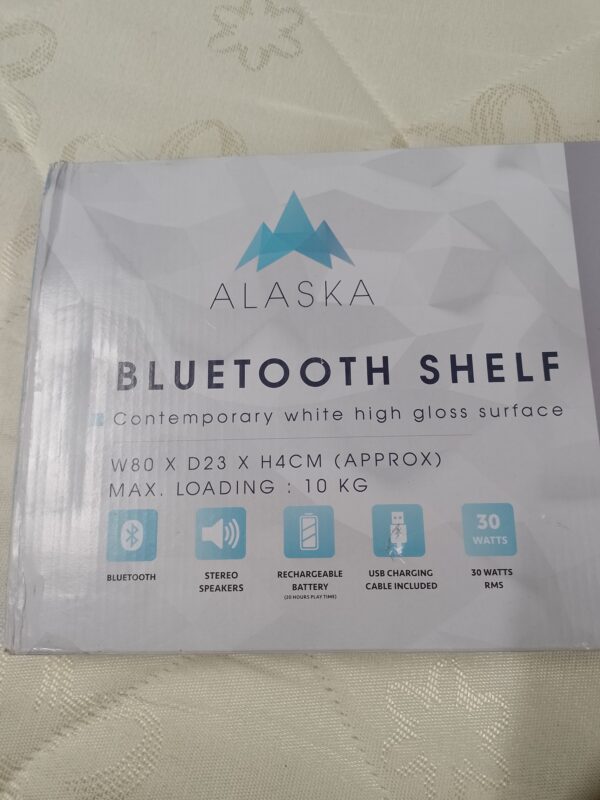 ALASKA
BLUETOOTH SHELF
Contemporary white high gloss surface
W80 X D23 X H4CM (APPROX)
MAX. LOADING : 10 KG
30
WATTS
BLUETOOTH
STEREO
SPEAKERS
RECHARGEABLE
BATTERY
(20 HOURS PLAY TIME)
USB CHARGING
CABLE INCLUDED
30 WATTS
RMS